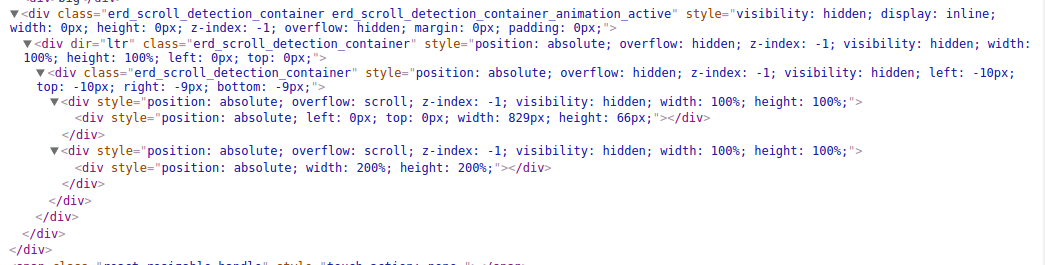 ▼<div class="erd_scroll_detection_container erd_scroll_detection_container_animation_active" style="visibility: hidden; display: inline;
width: 0px; height: 0px; z-index: -1; overflow: hidden; margin: 0px; padding: 0px;">
▼<div dir="ltr" class="erd_scroll_detection_container" style="position: absolute; overflow: hidden; z-index: -1; visibility: hidden; width:
100%; height: 100%; left: 0px; top: 0px;">
▼<div class="erd_scroll_detection_container" style="position: absolute; overflow: hidden; z-index: -1; visibility: hidden; left: -10px;
top: -10px; right: -9px; bottom: -9px;">
▼<div style="position: absolute; overflow: scroll; z-index: -1; visibility: hidden; width: 100%; height: 100%;">
<div style="position: absolute; left: 0px; top: 0px; width: 829px; height: 66px;"></div>
</div>
▼<div style="position: absolute; overflow: scroll; z-index: -1; visibility: hidden; width: 100%; height: 100%;">
<div style="position: absolute; width: 200%; height: 200%;"></div>
</div>
</div>
</div>
</div>
</div>